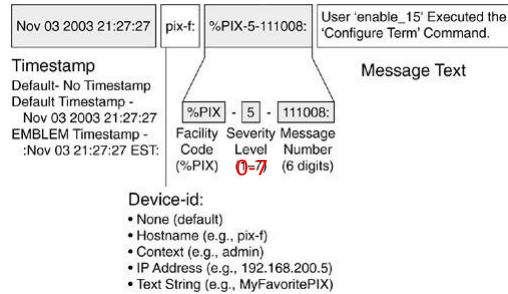 Nov 03 2003 21:27:27 pix-f: %PIX-5-111008: User 'enable_15' Executed the
'Configure Term' Command.
Timestamp
Default- No Timestamp
Default Timestamp -
Nov 03 2003 21:27:27
EMBLEM Timestamp -
:Nov 03 21:27:27 EST:
Message Text
%PIX - 5 - 111008:
Facility Severity Message
Code Level Number
(%PIX) 0-7 (6 digits)
Device-id:
• None (default)
• Hostname (e.g., pix-f)
• Context (e.g., admin)
• IP Address (e.g., 192.168.200.5)
• Text String (e.g., MyFavoritePIX)